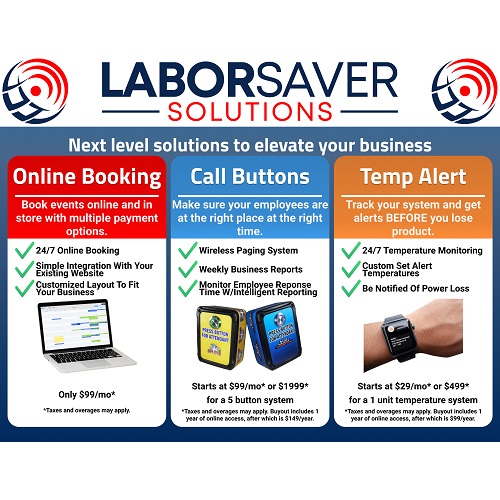 LABORSAVER
SOLUTIONS
Next level solutions to elevate your business
Online Booking
Book events online and in
store with multiple payment
options.
24/7 Online Booking
Simple Integration With Your
Existing Website
Customized Layout To Fit
Your Business
Only $99/mo*
*Taxes and overages may apply.
Call Buttons
Make sure your employees are
at the right place at the right
time.
Wireless Paging System
Weekly Business Reports
Monitor Employee Reponse
Time W/Intelligent Reporting
PRESS BUTTON
FOR ATTENDANT
Starts at $99/mo* or $1999*
for a 5 button system
*Taxes and overages may apply. Buyout includes 1
year of online access, after which is $149/year.
Temp Alert
Track your system and get
alerts BEFORE you lose
product.
24/7 Temperature Monitoring
Custom Set Alert
Temperatures
Be Notified Of Power Loss
Starts at $29/mo* or $499*
for a 1 unit temperature system
*Taxes and overages may apply. Buyout includes 1
year of online access, after which is $99/year.